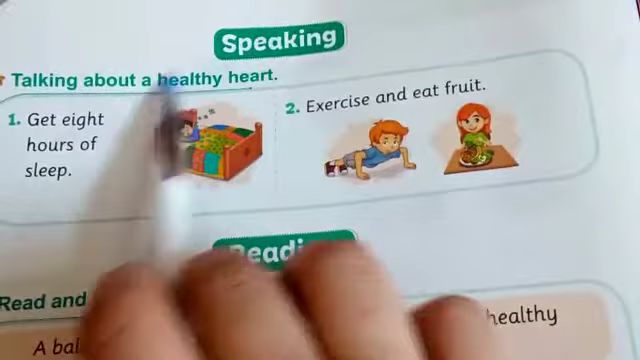 Speaking
Talking about a healthy heart.
1. Get eight
hours of
sleep.
2. Exercise and eat fruit.
Read and
healthy
A